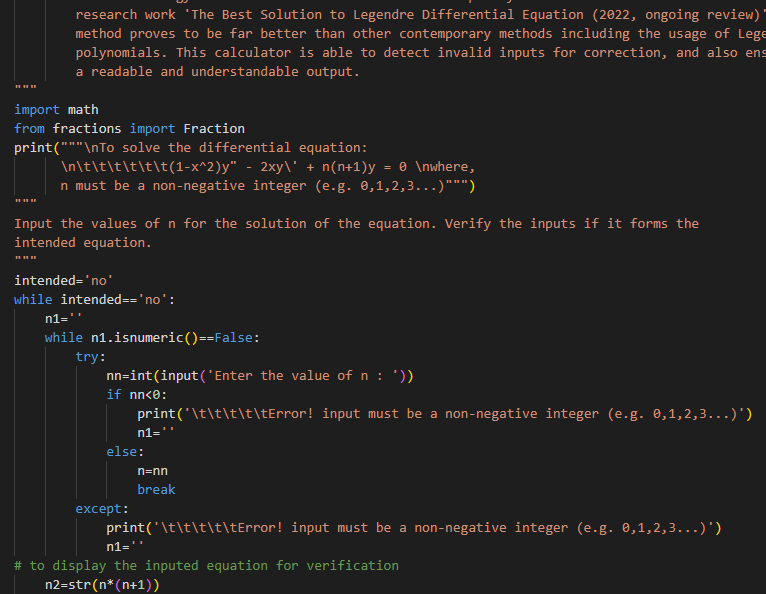 research work 'The Best Solution to Legendre Differential Equation (2022, ongoing review)'
method proves to be far better than other contemporary methods including the usage of Lege
polynomials. This calculator is able to detect invalid inputs for correction, and also ens
a readable and understandable output.
"""
import math
from fractions import Fraction
print("""\nTo solve the differential equation:
\n\t\t\t\t\t\t(1-x^2)y" - 2xy\' + n(n+1)y = 0 \nwhere,
n must be a non-negative integer (e.g. 0,1,2,3...)""")
"""
Input the values of n for the solution of the equation. Verify the inputs if it forms the
intended equation.
"""
intended='no'
while intended=='no':
n1=''
while n1.isnumeric()==False:
try:
nn=int(input('Enter the value of n : '))
if nn<0:
print('\t\t\t\t\tError! input must be a non-negative integer (e.g. 0,1,2,3...)')
n1=''
else:
n=nn
break
except:
print('\t\t\t\t\tError! input must be a non-negative integer (e.g. 0,1,2,3...)')
n1=''
# to display the inputed equation for verification
n2=str(n*(n+1))